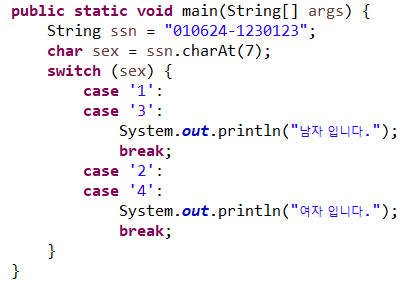 public static void main(String[] args) {
    String ssn = "010624-1230123";
    char sex = ssn.charAt(7);
    switch (sex) {
        case '1':
        case '3':
            System.out.println("남자 입니다.");
            break;
        case '2':
        case '4':
            System.out.println("여자 입니다.");
            break;
    }
}